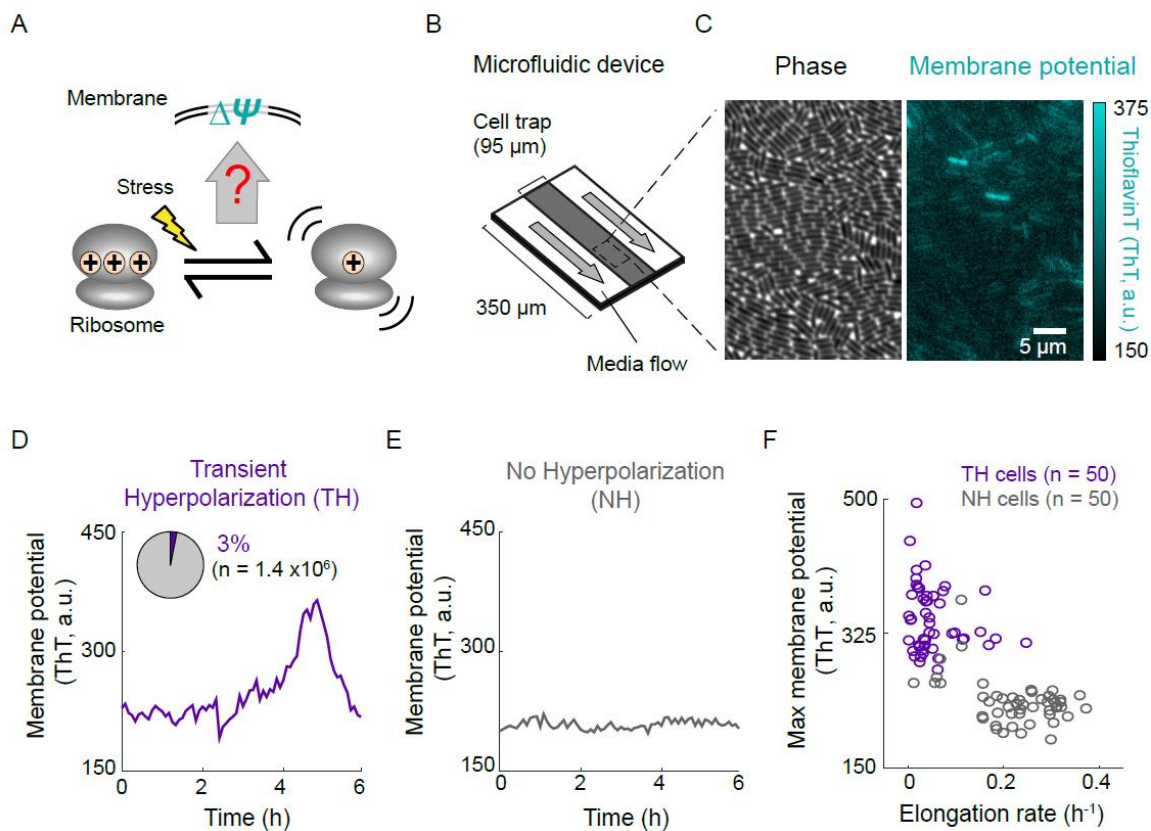 A
Membrane
ΔΨ
?
Stress
+ + +
+
Ribosome
B
Microfluidic device
Cell trap
(95 µm)
350 µm
Media flow
C
Phase
Membrane potential
375
ThioflavinT (ThT, a.u.)
150
5 µm
D
Transient
Hyperpolarization (TH)
3%
(n = 1.4 x10⁶)
450
300
150
Membrane potential
(ThT, a.u.)
0 2 4 6
Time (h)
E
No Hyperpolarization
(NH)
450
300
150
Membrane potential
(ThT, a.u.)
0 2 4 6
Time (h)
F
TH cells (n = 50)
NH cells (n = 50)
500
325
150
Max membrane potential
(ThT, a.u.)
0 0.2 0.4
Elongation rate (h⁻¹)